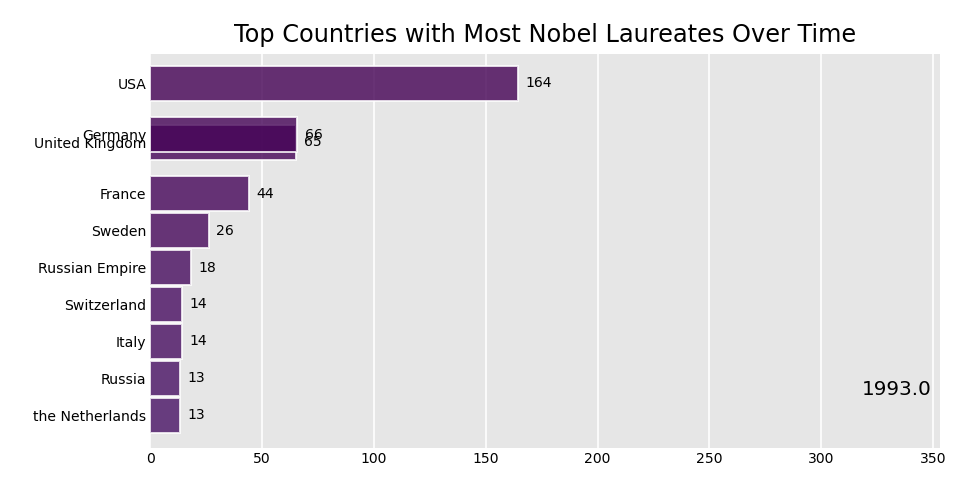 Top Countries with Most Nobel Laureates Over Time
USA 164
Germany 66
United Kingdom 65
France 44
Sweden 26
Russian Empire 18
Switzerland 14
Italy 14
Russia 13
1993.0
the Netherlands 13
0 50 100 150 200 250 300 350